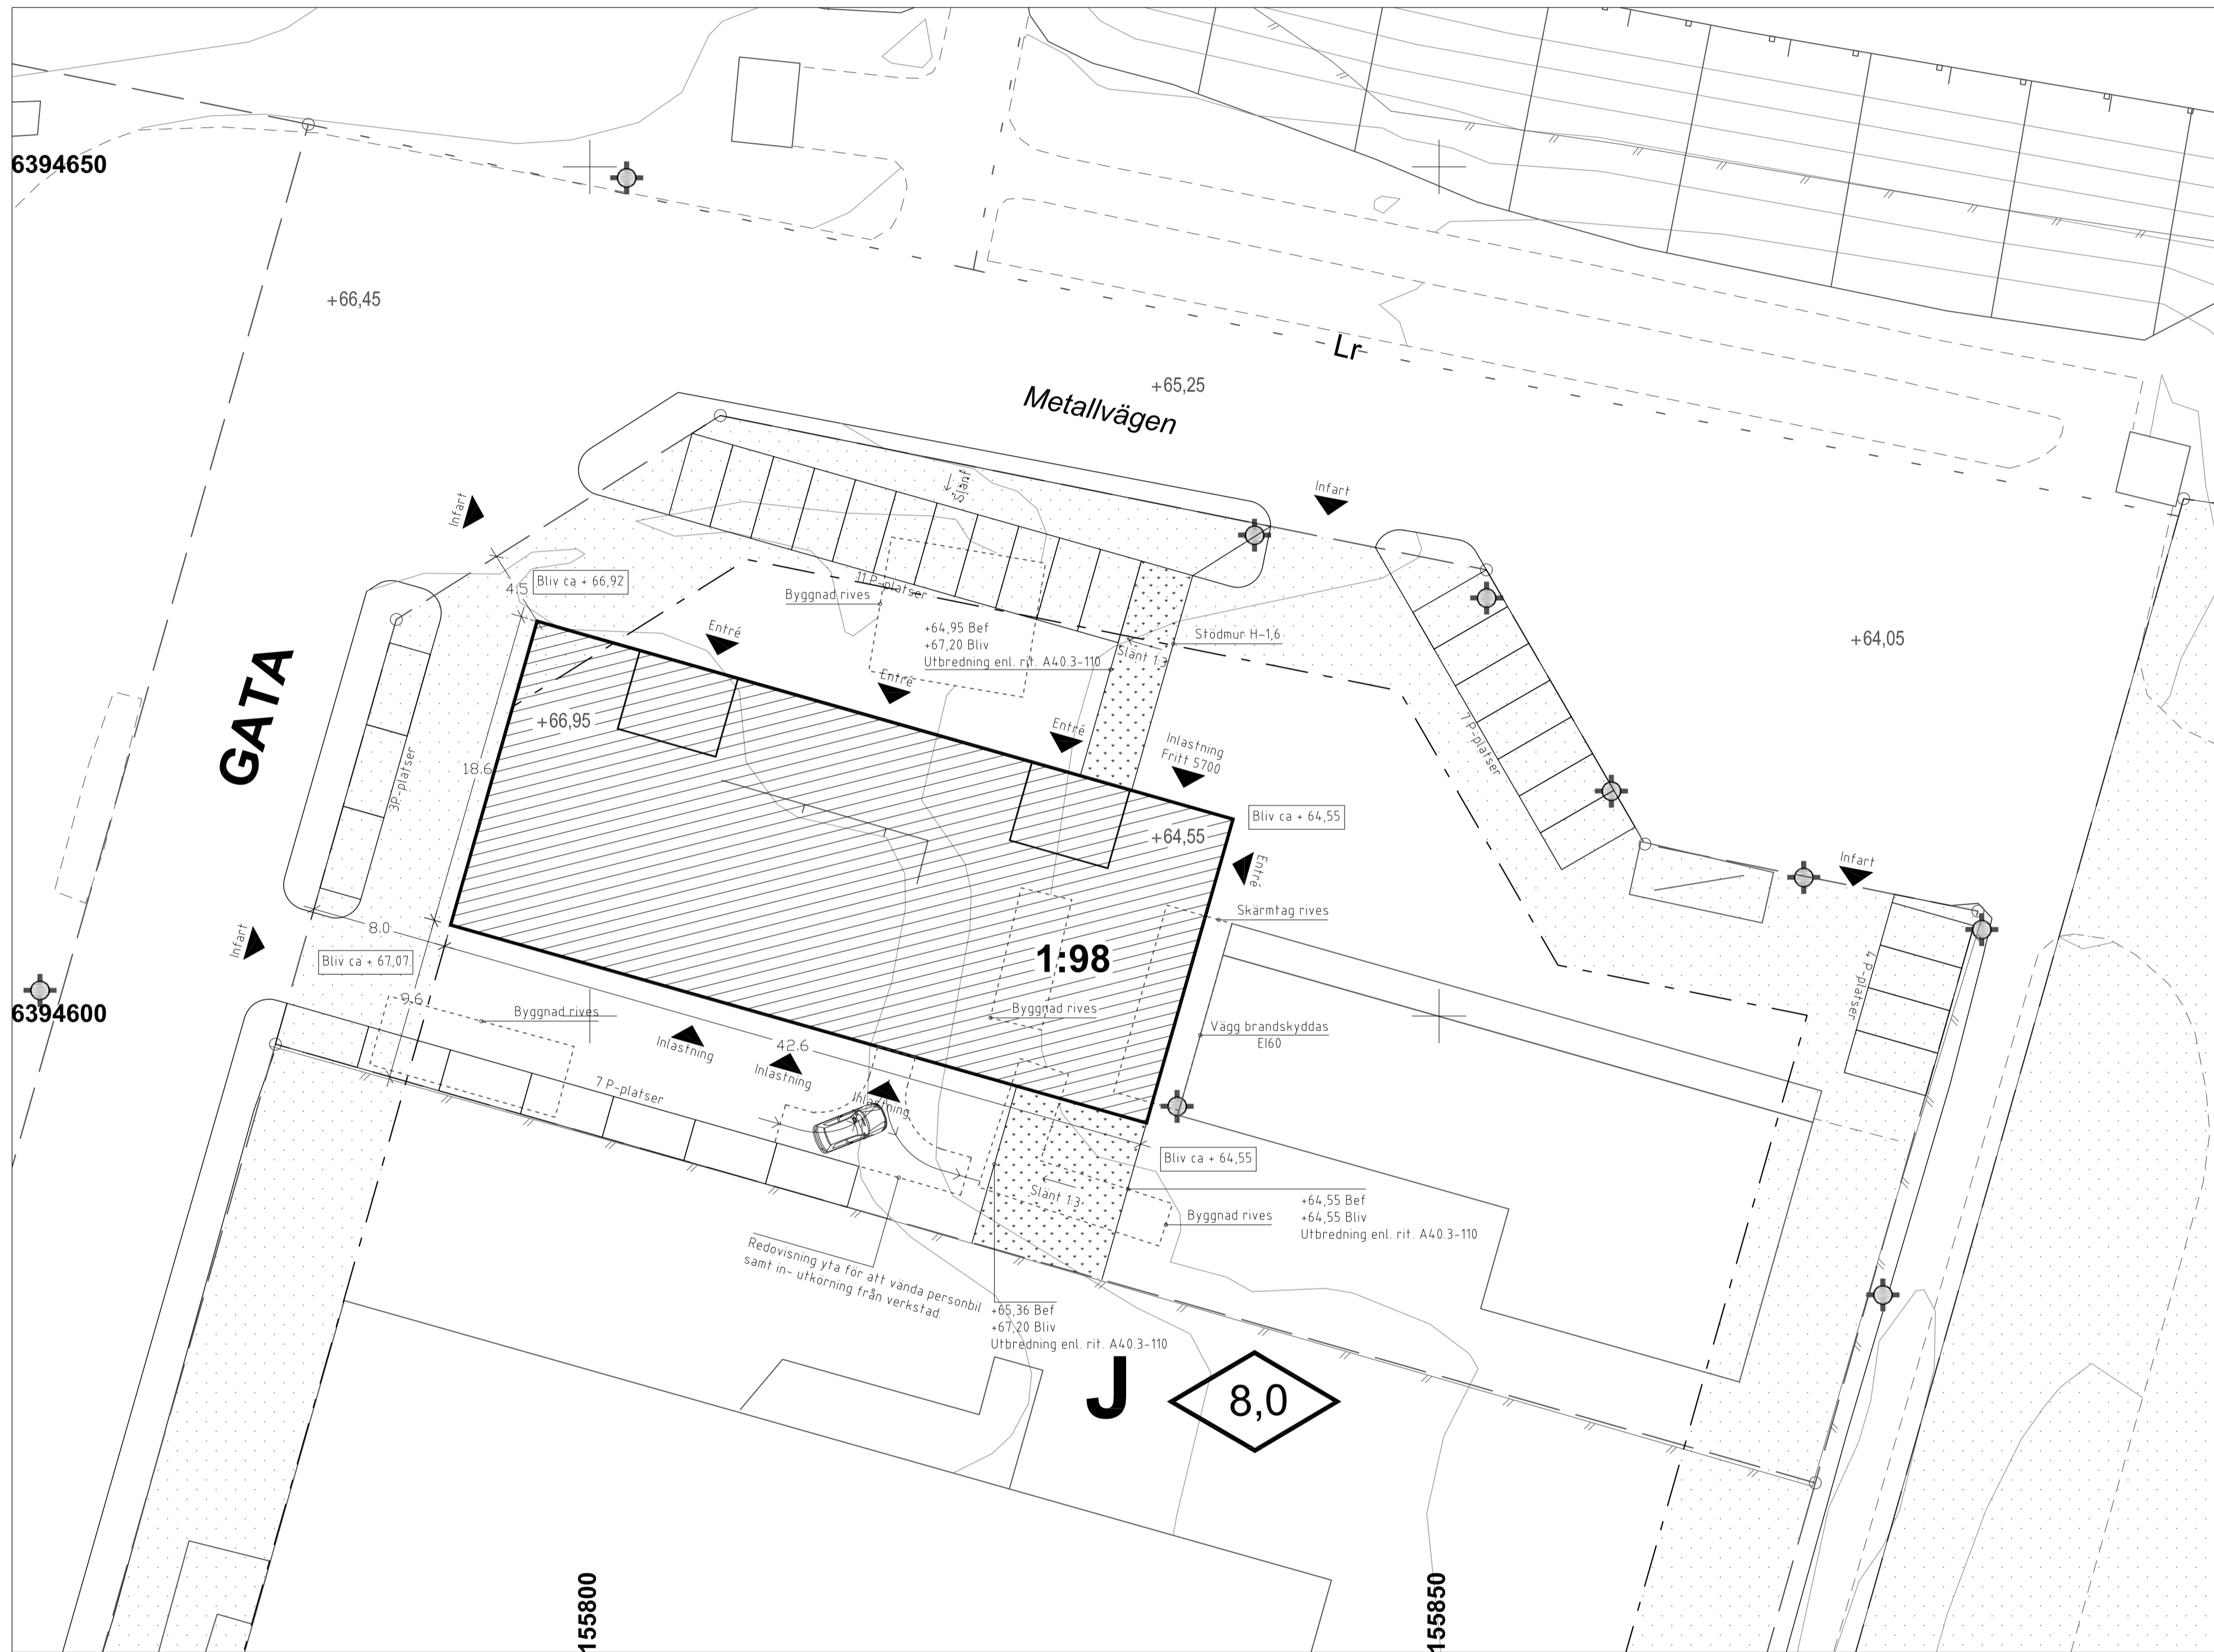 6394650
+66,45
Lr
+65,25
Metallvägen
Slänt
Infart
Infart
4.5
Bliv ca + 66,92
11 P-platser
Byggnad rives
+64,95 Bef
+67,20 Bliv
Utbredning enl. rit. A40.3-110
Stödmur H-1,6
Slänt 1:3
+64,05
Entré
Entré
Entré
Inlastning
Fritt 5700
GATA
3P-platser
18.6
+66,95
7 P-platser
Bliv ca + 64,55
+64,55
Entré
Infart
Skärmtag rives
Infart
8.0
Bliv ca + 67,07
1:98
4 P-platser
6394600
9.6
Byggnad rives
Byggnad rives
Vägg brandskyddas
EI60
42.6
Inlastning
Inlastning
Inlastning
7 P-platser
Bliv ca + 64,55
Slänt 1:3
+64,55 Bef
+64,55 Bliv
Utbredning enl. rit. A40.3-110
Byggnad rives
Redovisning yta för att vända personbil
samt in- utkörning från verkstad.
+65,36 Bef
+67,20 Bliv
Utbredning enl. rit. A40.3-110
J
8,0
155800
155850